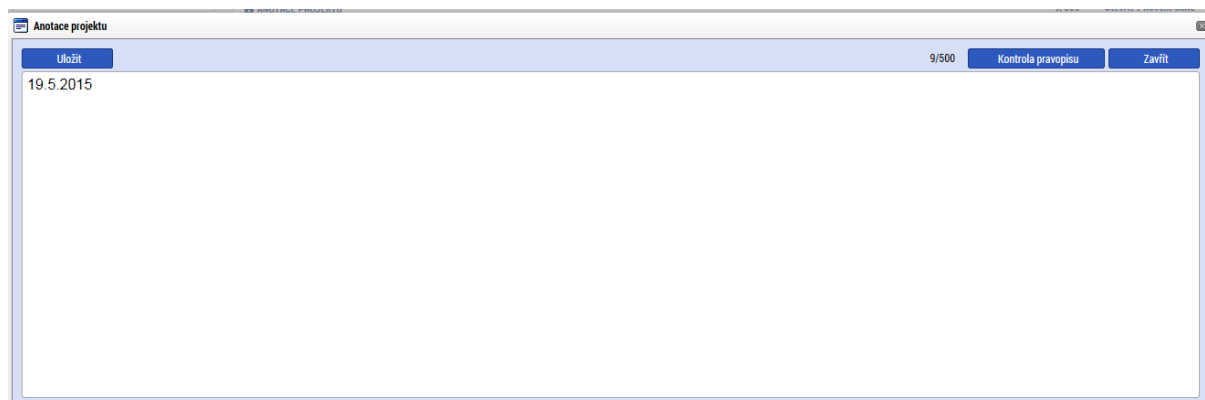 Anotace projektu
Uložit
9/500
Kontrola pravopisu
Zavřít
19.5.2015